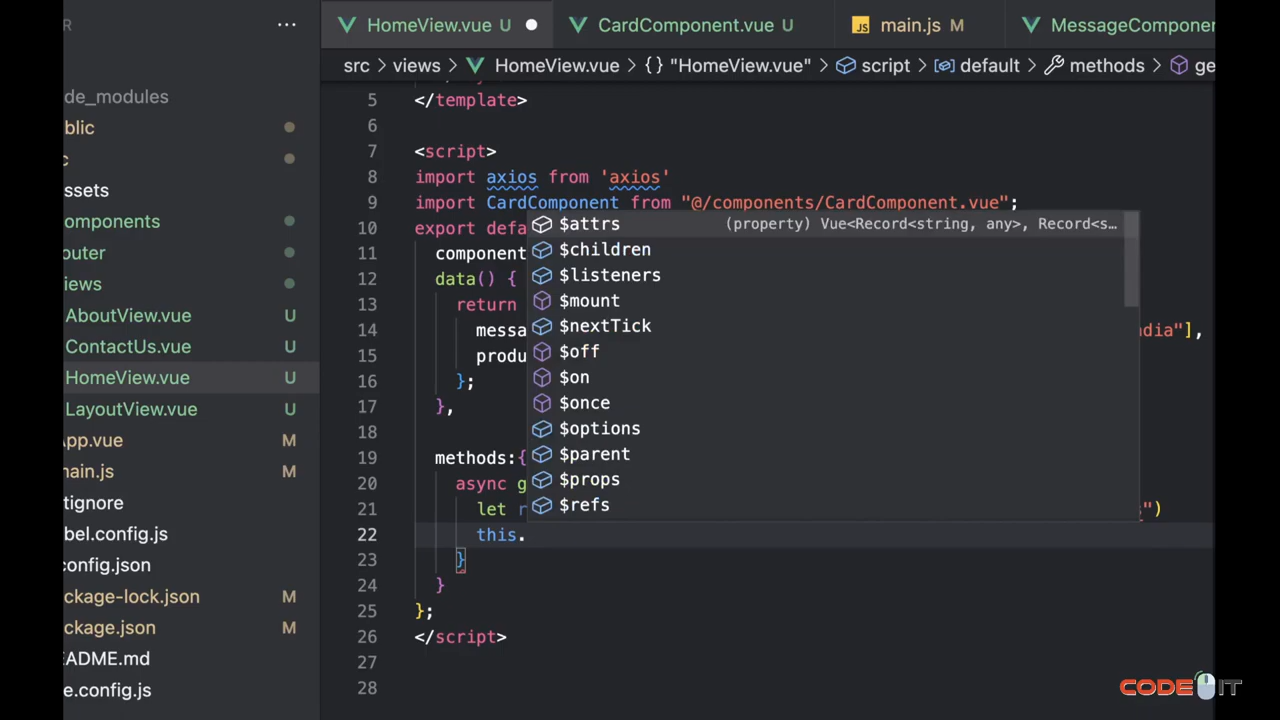 HomeView.vue U
CardComponent.vue U
JS main.js M
MessageComponen
src > views > HomeView.vue > {} "HomeView.vue" > script > default > methods > ge
de_modules
blic
c
ssets
omponents
outer
iews
AboutView.vue U
ContactUs.vue U
HomeView.vue U
LayoutView.vue U
App.vue M
main.js M
tignore
bel.config.js
config.json
ckage-lock.json M
ckage.json M
EADME.md
e.config.js
5 </template>
6
7 <script>
8 import axios from 'axios'
9 import CardComponent from "@/components/CardComponent.vue";
10 export defa
11 component
12 data() {
13 return
14 messa dia"],
15 produ
16 };
17 },
18
19 methods:{
20 async g
21 let r ")
22 this.
23 }
24 }
25 };
26 </script>
27
28
$attrs (property) Vue<Record<string, any>, Record<s…
$children
$listeners
$mount
$nextTick
$off
$on
$once
$options
$parent
$props
$refs
CODE IT